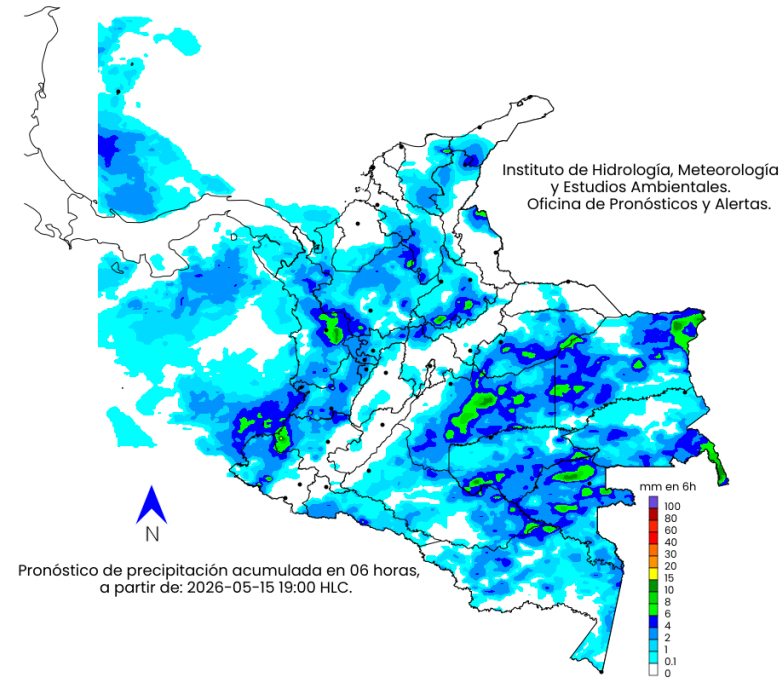 Instituto de Hidrología, Meteorología
y Estudios Ambientales.
Oficina de Pronósticos y Alertas.
mm en 6h
100
80
60
40
30
20
15
10
8
6
4
2
1
0.1
0
N
Pronóstico de precipitación acumulada en 06 horas,
a partir de: 2026-05-15 19:00 HLC.